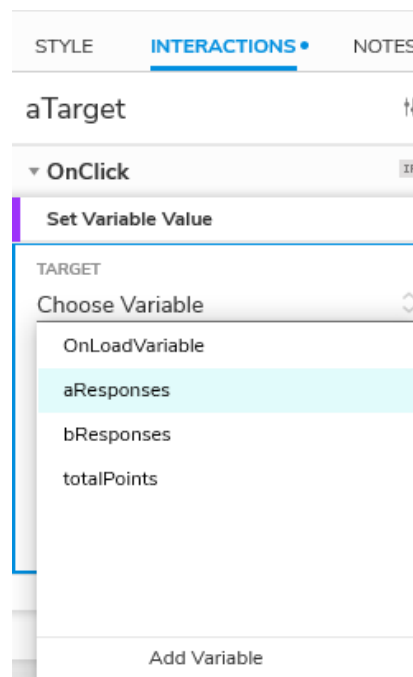 STYLE INTERACTIONS NOTES
aTarget
OnClick
Set Variable Value
TARGET
Choose Variable
OnLoadVariable
aResponses
bResponses
totalPoints
Add Variable